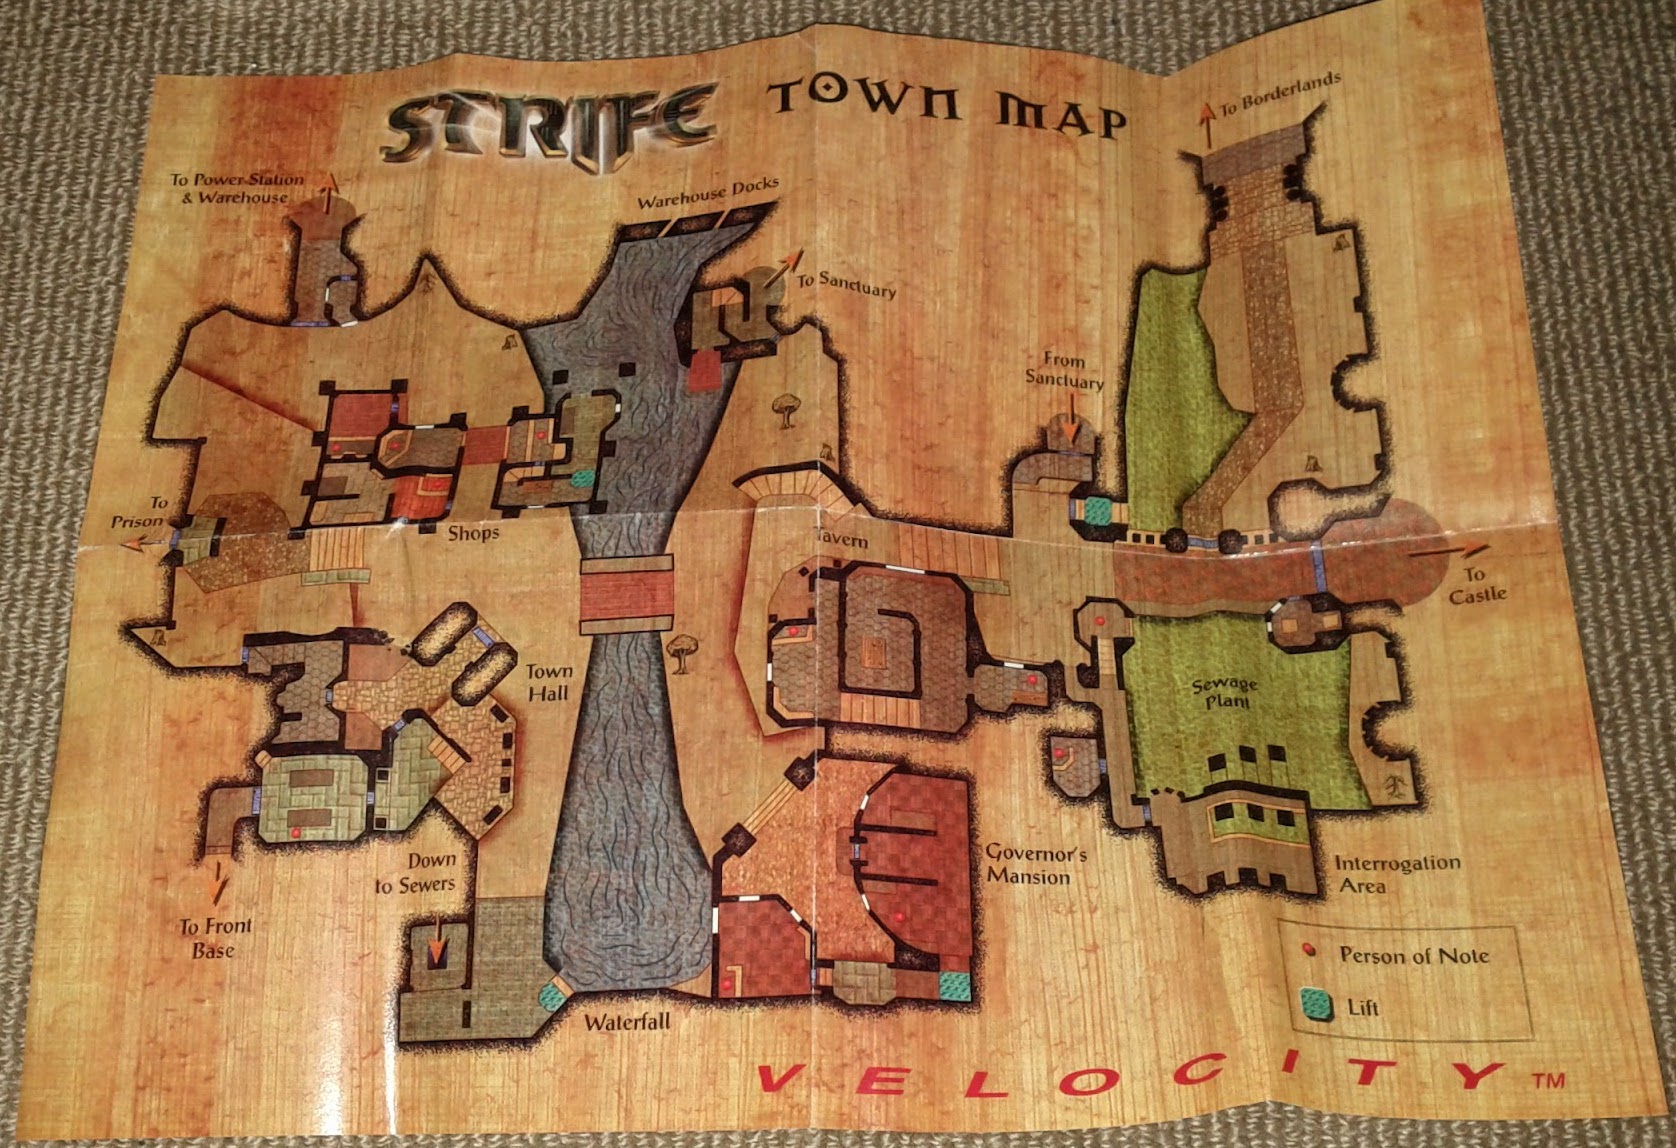 STRIFE TOWN MAP
To Borderlands
To Power Station
& Warehouse
Warehouse Docks
To Sanctuary
From
Sanctuary
To
Prison
Shops
Tavern
To
Castle
Town
Hall
Sewage
Plant
Down
to Sewers
Governor's
Mansion
Interrogation
Area
To Front
Base
Waterfall
Person of Note
Lift
VELOCITY TM